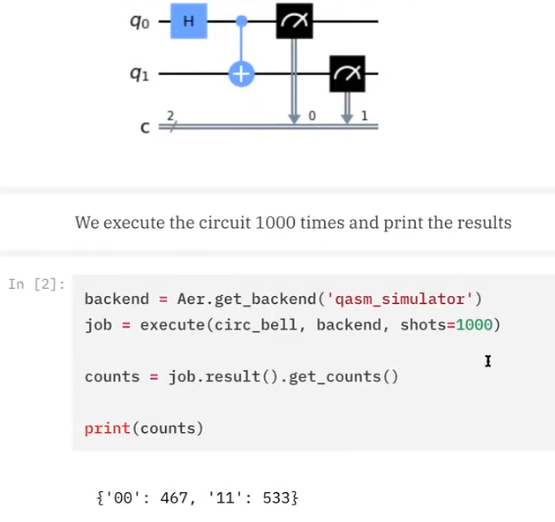 q0 H
q1
c 2 0 1
We execute the circuit 1000 times and print the results
In [2]:
backend = Aer.get_backend('qasm_simulator')
job = execute(circ_bell, backend, shots=1000)
counts = job.result().get_counts()
print(counts)
{'00': 467, '11': 533}